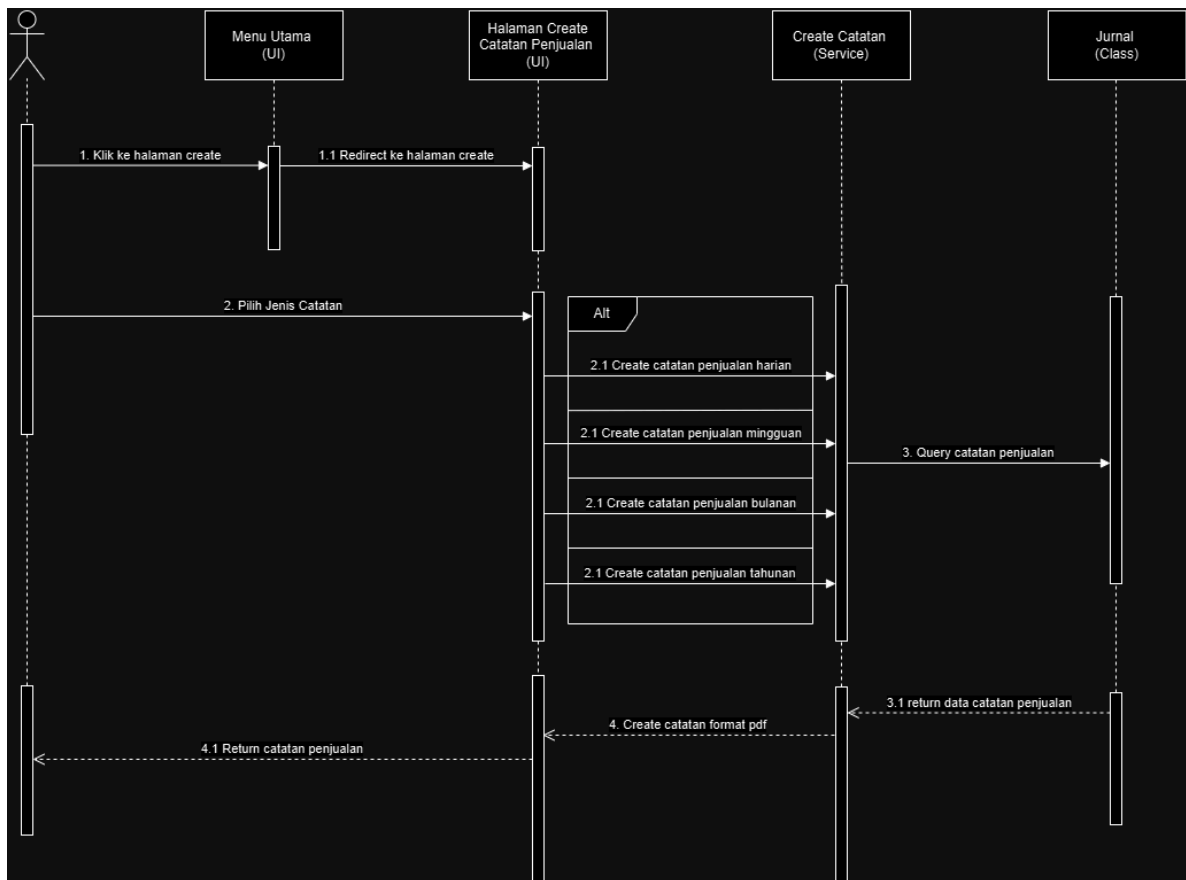 Menu Utama
(UI)
Halaman Create
Catatan Penjualan
(UI)
Create Catatan
(Service)
Jurnal
(Class)
1. Klik ke halaman create
1.1 Redirect ke halaman create
2. Pilih Jenis Catatan
Alt
2.1 Create catatan penjualan harian
2.1 Create catatan penjualan mingguan
3. Query catatan penjualan
2.1 Create catatan penjualan bulanan
2.1 Create catatan penjualan tahunan
3.1 return data catatan penjualan
4. Create catatan format pdf
4.1 Return catatan penjualan